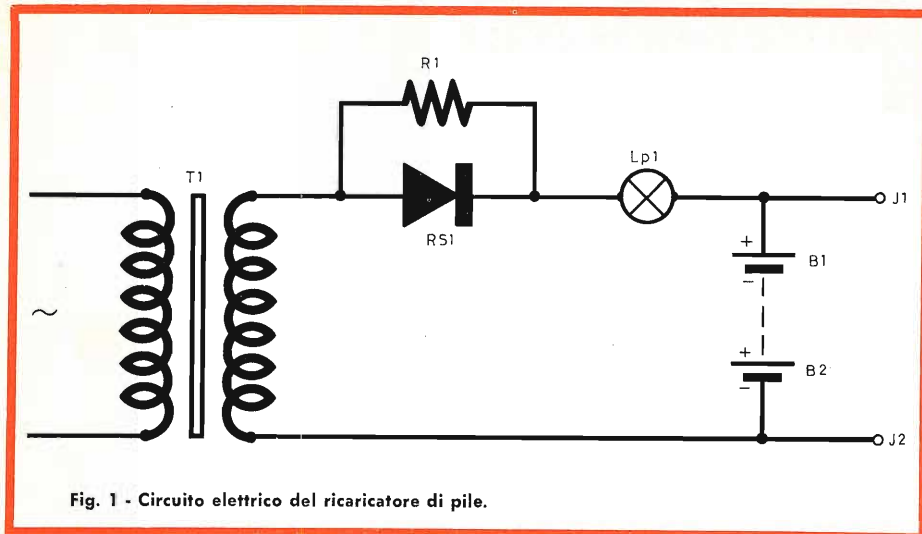 R1
T1
Lp1
J1
RS1
+
B1
−
~
+
B2
−
J2
Fig. 1 - Circuito elettrico del ricaricatore di pile.